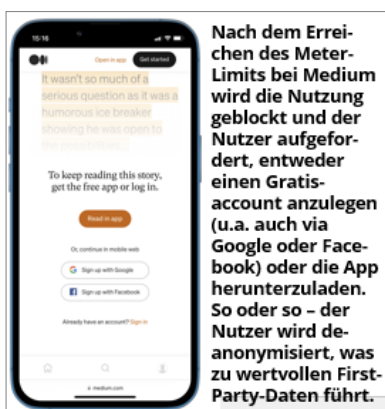 15:16
Open in app
Get started
It wasn't so much of a
serious question as it was a
humorous ice breaker
showing he was open to
the possibilities...
To keep reading this story,
get the free app or log in.
Read in app
Or, continue in mobile web
Sign up with Google
Sign up with Facebook
Already have an account? Sign in
medium.com
Nach dem Errei-
chen des Meter-
Limits bei Medium
wird die Nutzung
geblockt und der
Nutzer aufgefor-
dert, entweder
einen Gratis-
account anzulegen
(u.a. auch via
Google oder Face-
book) oder die App
herunterzuladen.
So oder so – der
Nutzer wird de-
anonymisiert, was
zu wertvollen First-
Party-Daten führt.